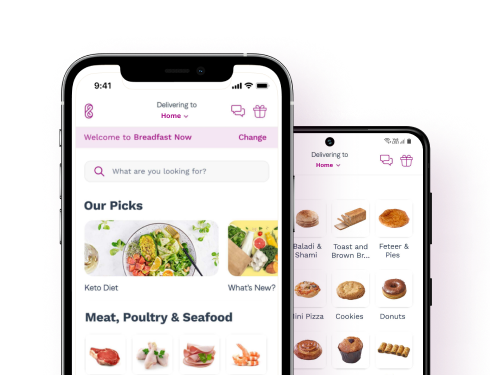 9:41
Delivering to
Home
Welcome to Breadfast Now
Change
What are you looking for?
Our Picks
Keto Diet
What's New?
Meat, Poultry & Seafood
Delivering to
Home
Baladi &
Shami
Toast and
Brown Br...
Feteer &
Pies
ini Pizza
Cookies
Donuts